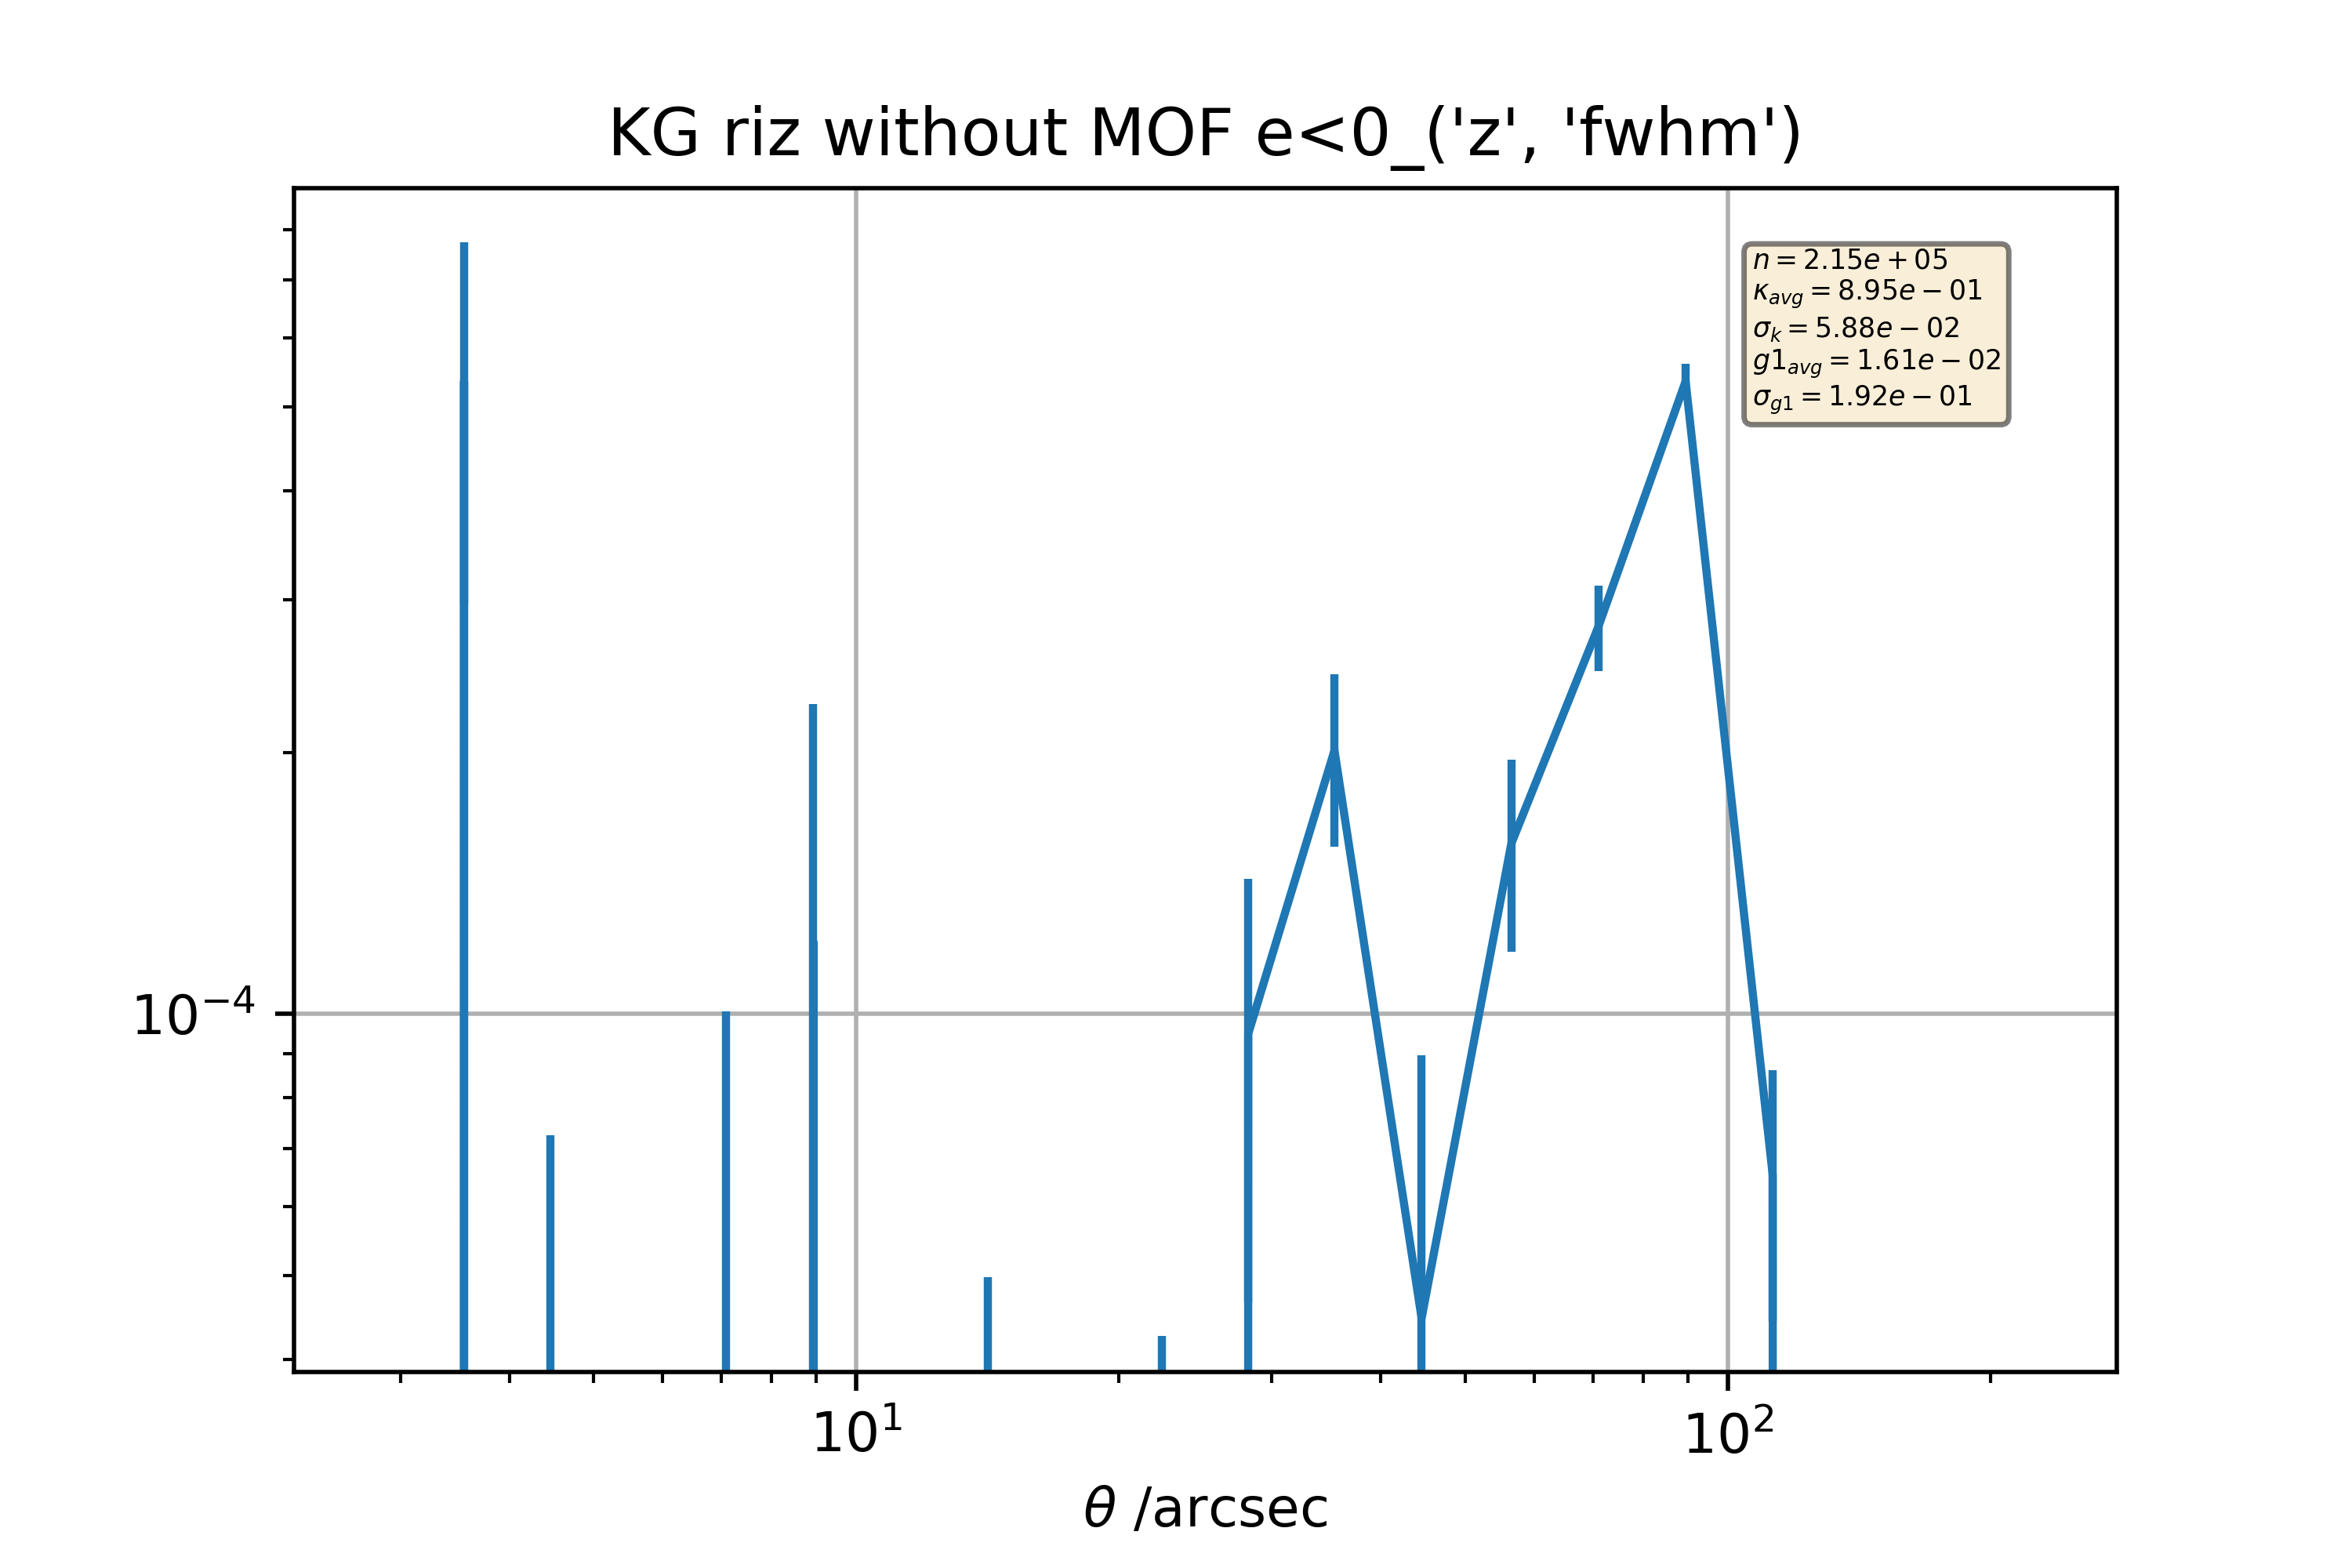 KG riz without MOF e<0_('z', 'fwhm')
n = 2.15e + 05
κavg = 8.95e − 01
σk = 5.88e − 02
g1avg = 1.61e − 02
σg1 = 1.92e − 01
10−4
101 102
θ /arcsec